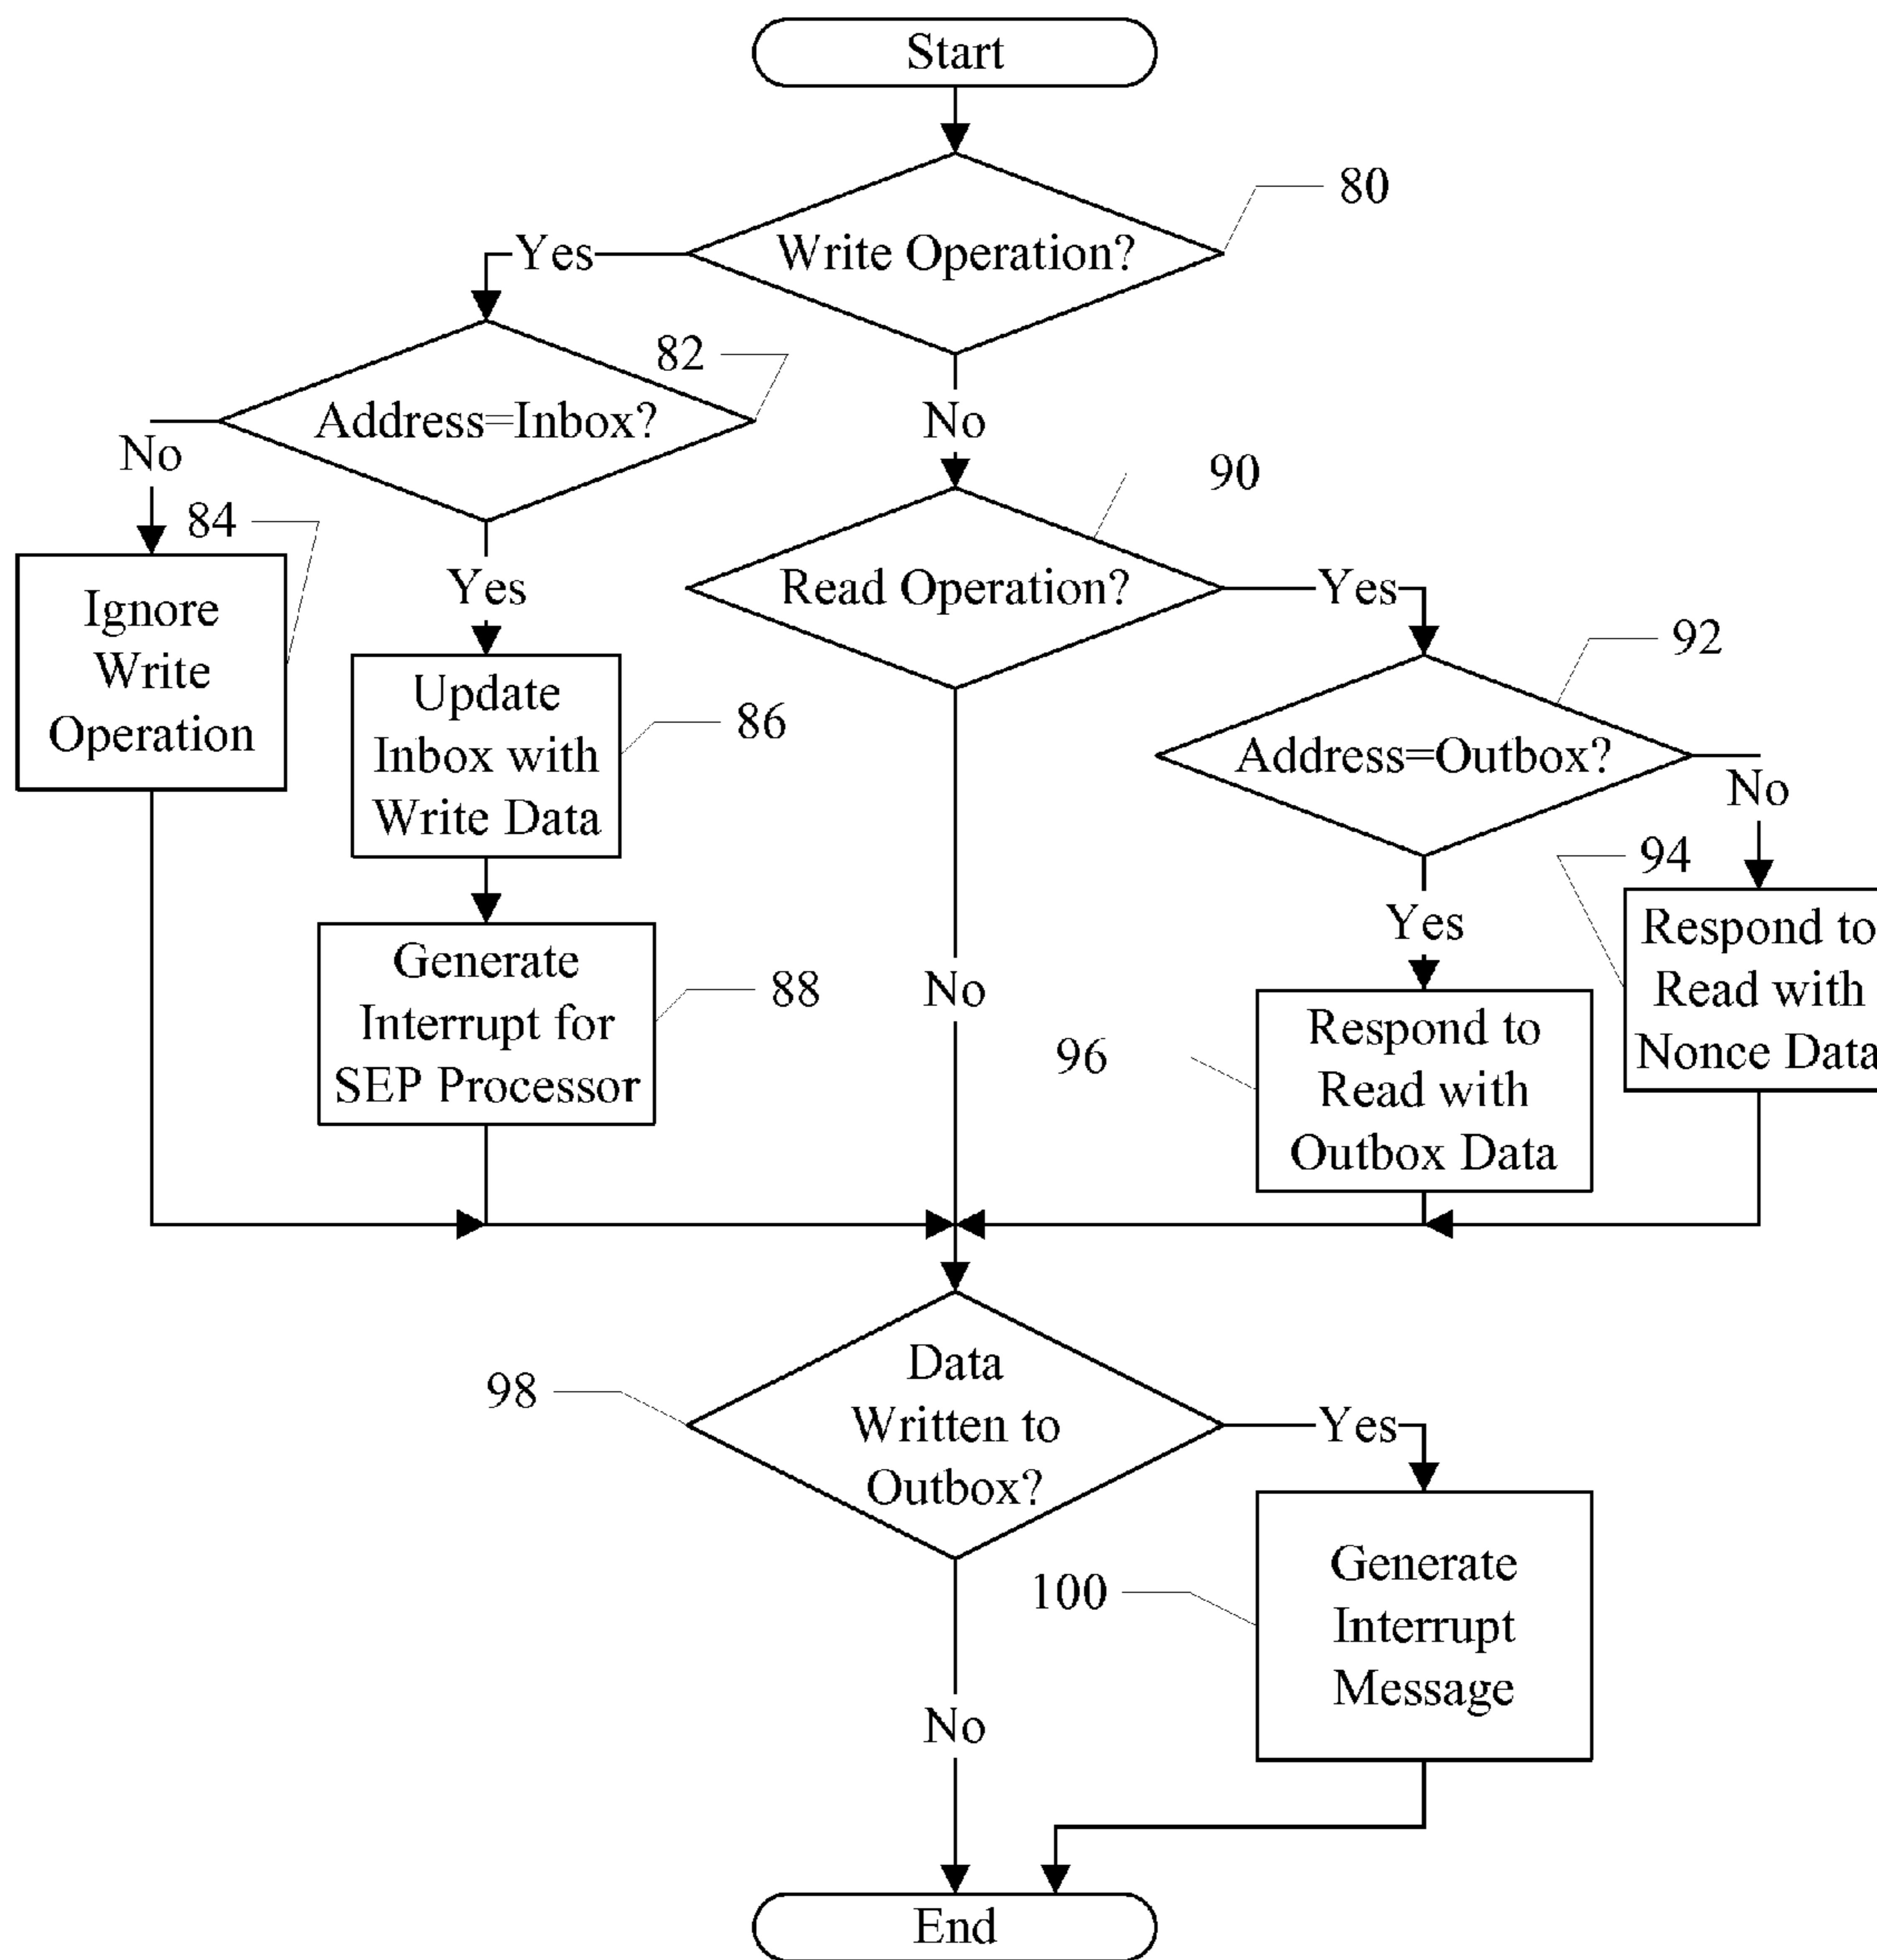 Start
80
Write Operation?
Yes
82
Address=Inbox?
No
No
90
84
Ignore
Write
Operation
Yes
Read Operation?
Yes
92
Update
Inbox with
Write Data
86
Address=Outbox?
No
94
Yes
Respond to
Read with
Nonce Data
Generate
Interrupt for
SEP Processor
88
No
96
Respond to
Read with
Outbox Data
98
Data
Written to
Outbox?
Yes
100
Generate
Interrupt
Message
No
End